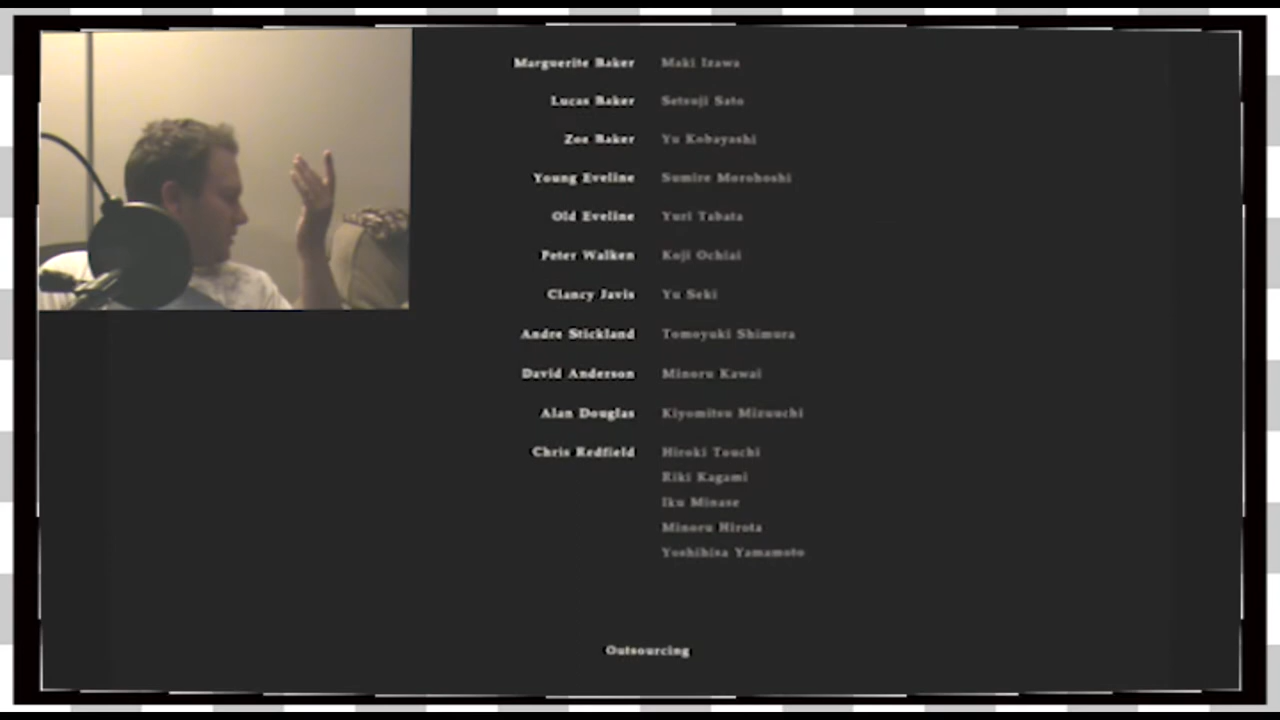 Marguerite Baker Maki Izawa
Lucas Baker Setsuji Sato
Zoe Baker Yu Kobayashi
Young Eveline Sumire Morohoshi
Old Eveline Yuri Tabata
Peter Walken Koji Ochiai
Clancy Javis Yu Seki
Andre Stickland Tomoyuki Shimura
David Anderson Minoru Kawai
Alan Douglas Kiyomitsu Mizuuchi
Chris Redfield Hiroki Touchi
Riki Kagami
Iku Minase
Minoru Hirota
Yoshihisa Yamamoto
Outsourcing